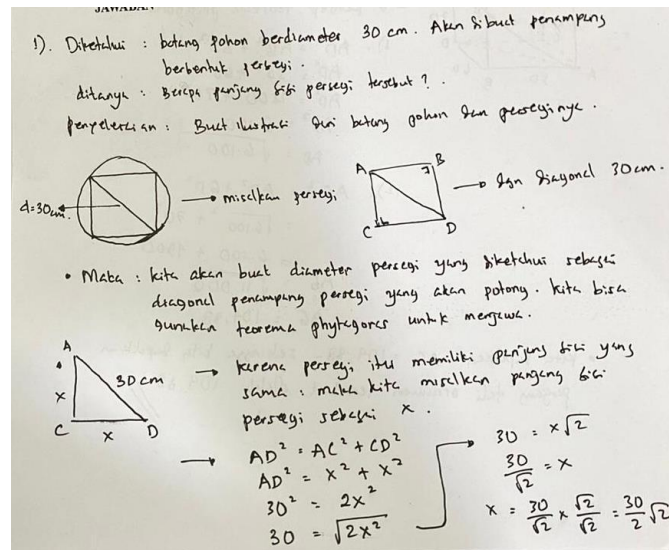 JAWABAN
1). Diketahui : batang pohon berdiameter 30 cm. Akan dibuat penampang
berbentuk persegi.
ditanya : Berapa panjang sisi persegi tersebut ?.
penyelesaian : Buat ilustrasi dari batang pohon dan perseginya.
d=30cm.
→ misalkan persegi
A B
C D
→ dgn diagonal 30 cm.
• Maka : kita akan buat diameter persegi yang diketahui sebagai
diagonal penampang persegi yang akan potong. kita bisa
gunakan teorema phytagoras untuk menjawa.
A
x 30 cm
C x D
→ karena persegi itu memiliki panjang sisi yang
sama : maka kita misalkan panjang sisi
persegi sebagai x.
→ AD² = AC² + CD²
AD² = x² + x²
30² = 2x²
30 = √2x²
→ 30 = x√2
30/√2 = x
x = 30/√2 x √2/√2 = 30/2 √2